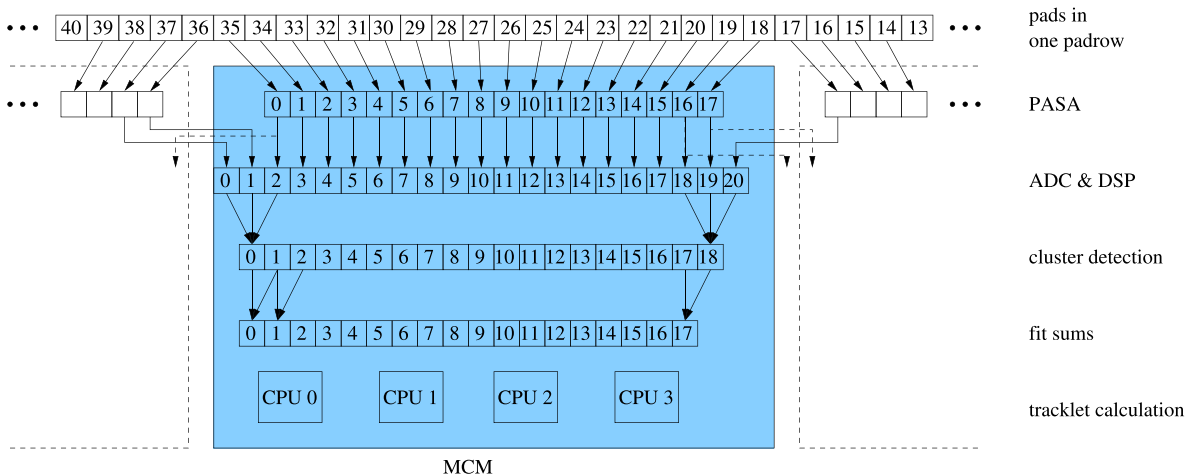 ••• 40 39 38 37 36 35 34 33 32 31 30 29 28 27 26 25 24 23 22 21 20 19 18 17 16 15 14 13 ••• pads in
one padrow
••• 0 1 2 3 4 5 6 7 8 9 10 11 12 13 14 15 16 17 ••• PASA
0 1 2 3 4 5 6 7 8 9 10 11 12 13 14 15 16 17 18 19 20 ADC & DSP
0 1 2 3 4 5 6 7 8 9 10 11 12 13 14 15 16 17 18 cluster detection
0 1 2 3 4 5 6 7 8 9 10 11 12 13 14 15 16 17 fit sums
CPU 0 CPU 1 CPU 2 CPU 3 tracklet calculation
MCM